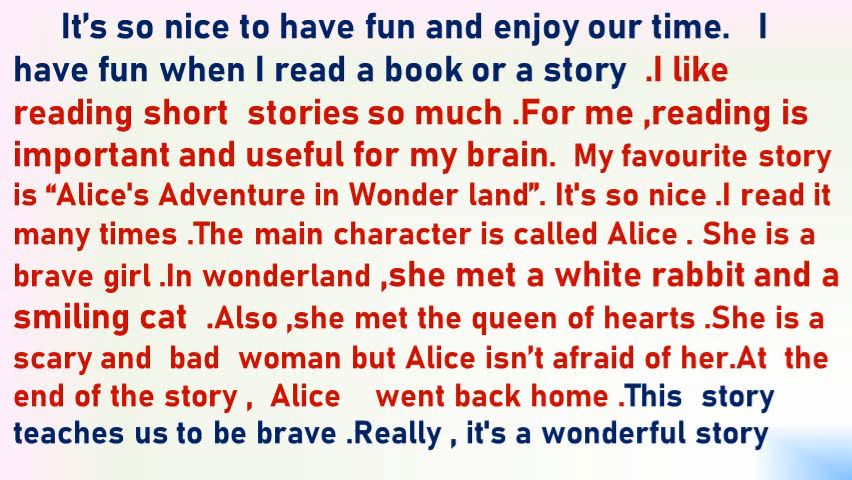 It's so nice to have fun and enjoy our time. I
have fun when I read a book or a story .I like
reading short stories so much .For me ,reading is
important and useful for my brain. My favourite story
is “Alice's Adventure in Wonder land”. It's so nice .I read it
many times .The main character is called Alice . She is a
brave girl .In wonderland ,she met a white rabbit and a
smiling cat .Also ,she met the queen of hearts .She is a
scary and bad woman but Alice isn't afraid of her.At the
end of the story , Alice went back home .This story
teaches us to be brave .Really , it's a wonderful story